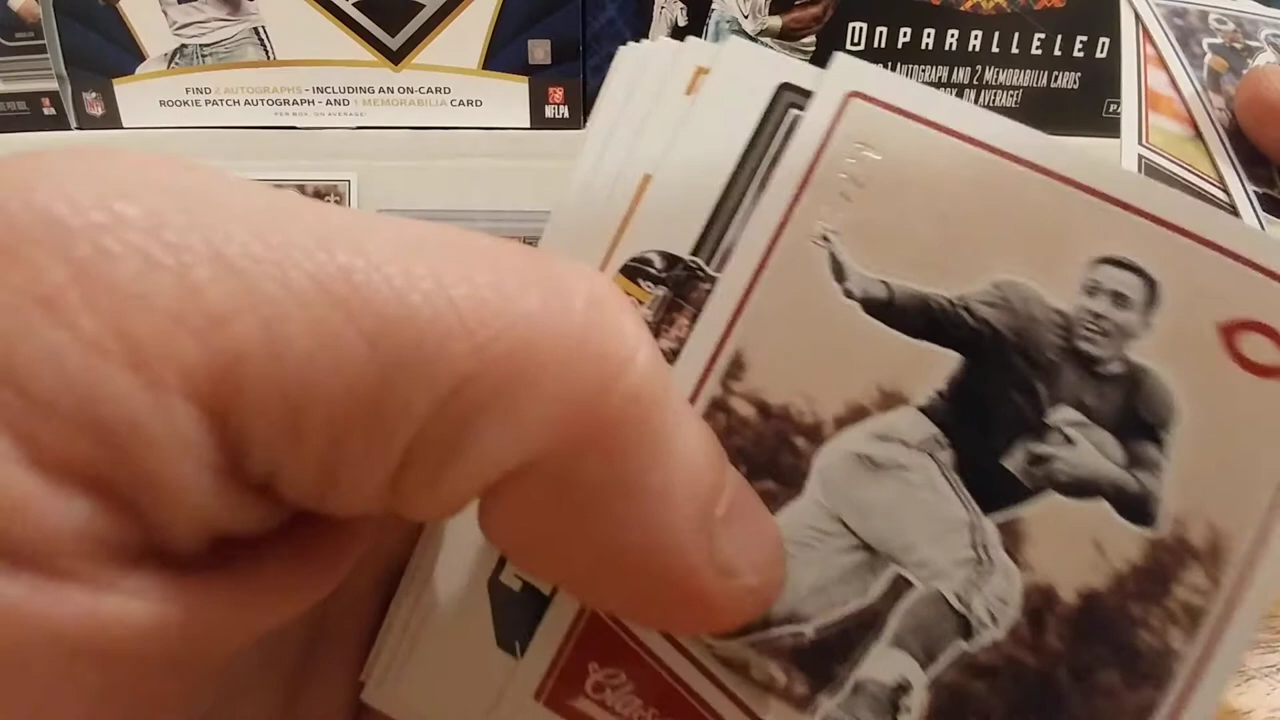 FIND 2 AUTOGRAPHS - INCLUDING AN ON-CARD
ROOKIE PATCH AUTOGRAPH - AND 1 MEMORABILIA CARD
PER BOX, ON AVERAGE!
NFL
NFLPA
UNPARALLELED
1 AUTOGRAPH AND 2 MEMORABILIA CARDS
BOX, ON AVERAGE!